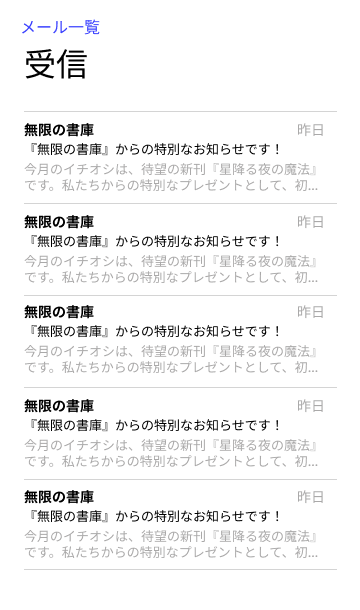 メール一覧
受信
無限の書庫 昨日
『無限の書庫』からの特別なお知らせです！
今月のイチオシは、待望の新刊『星降る夜の魔法』
です。私たちからの特別なプレゼントとして、初...
無限の書庫 昨日
『無限の書庫』からの特別なお知らせです！
今月のイチオシは、待望の新刊『星降る夜の魔法』
です。私たちからの特別なプレゼントとして、初...
無限の書庫 昨日
『無限の書庫』からの特別なお知らせです！
今月のイチオシは、待望の新刊『星降る夜の魔法』
です。私たちからの特別なプレゼントとして、初...
無限の書庫 昨日
『無限の書庫』からの特別なお知らせです！
今月のイチオシは、待望の新刊『星降る夜の魔法』
です。私たちからの特別なプレゼントとして、初...
無限の書庫 昨日
『無限の書庫』からの特別なお知らせです！
今月のイチオシは、待望の新刊『星降る夜の魔法』
です。私たちからの特別なプレゼントとして、初...